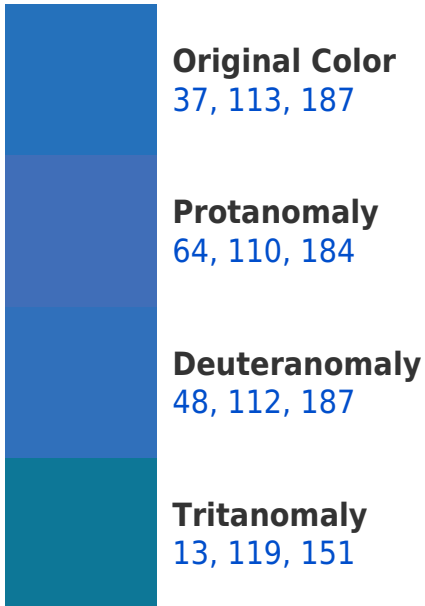 Original Color
37, 113, 187
Protanomaly
64, 110, 184
Deuteranomaly
48, 112, 187
Tritanomaly
13, 119, 151